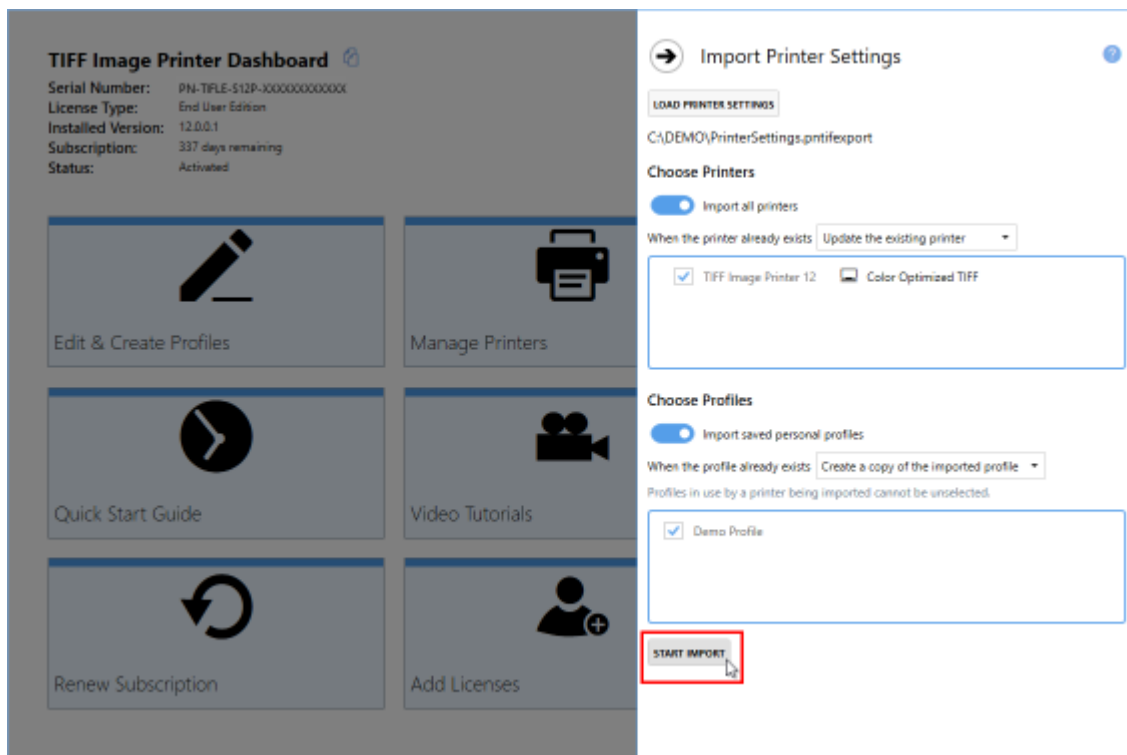 TIFF Image Printer Dashboard
Serial Number: PN-TIFLE-S12P-XXXXXXXXXXXX
License Type: End User Edition
Installed Version: 12.0.0.1
Subscription: 337 days remaining
Status: Activated
Edit & Create Profiles
Manage Printers
Quick Start Guide
Video Tutorials
Renew Subscription
Add Licenses
Import Printer Settings
?
LOAD PRINTER SETTINGS
C:\DEMO\PrinterSettings.pntifexport
Choose Printers
Import all printers
When the printer already exists Update the existing printer
TIFF Image Printer 12 Color Optimized TIFF
Choose Profiles
Import saved personal profiles
When the profile already exists Create a copy of the imported profile
Profiles in use by a printer being imported cannot be unselected.
Demo Profile
START IMPORT